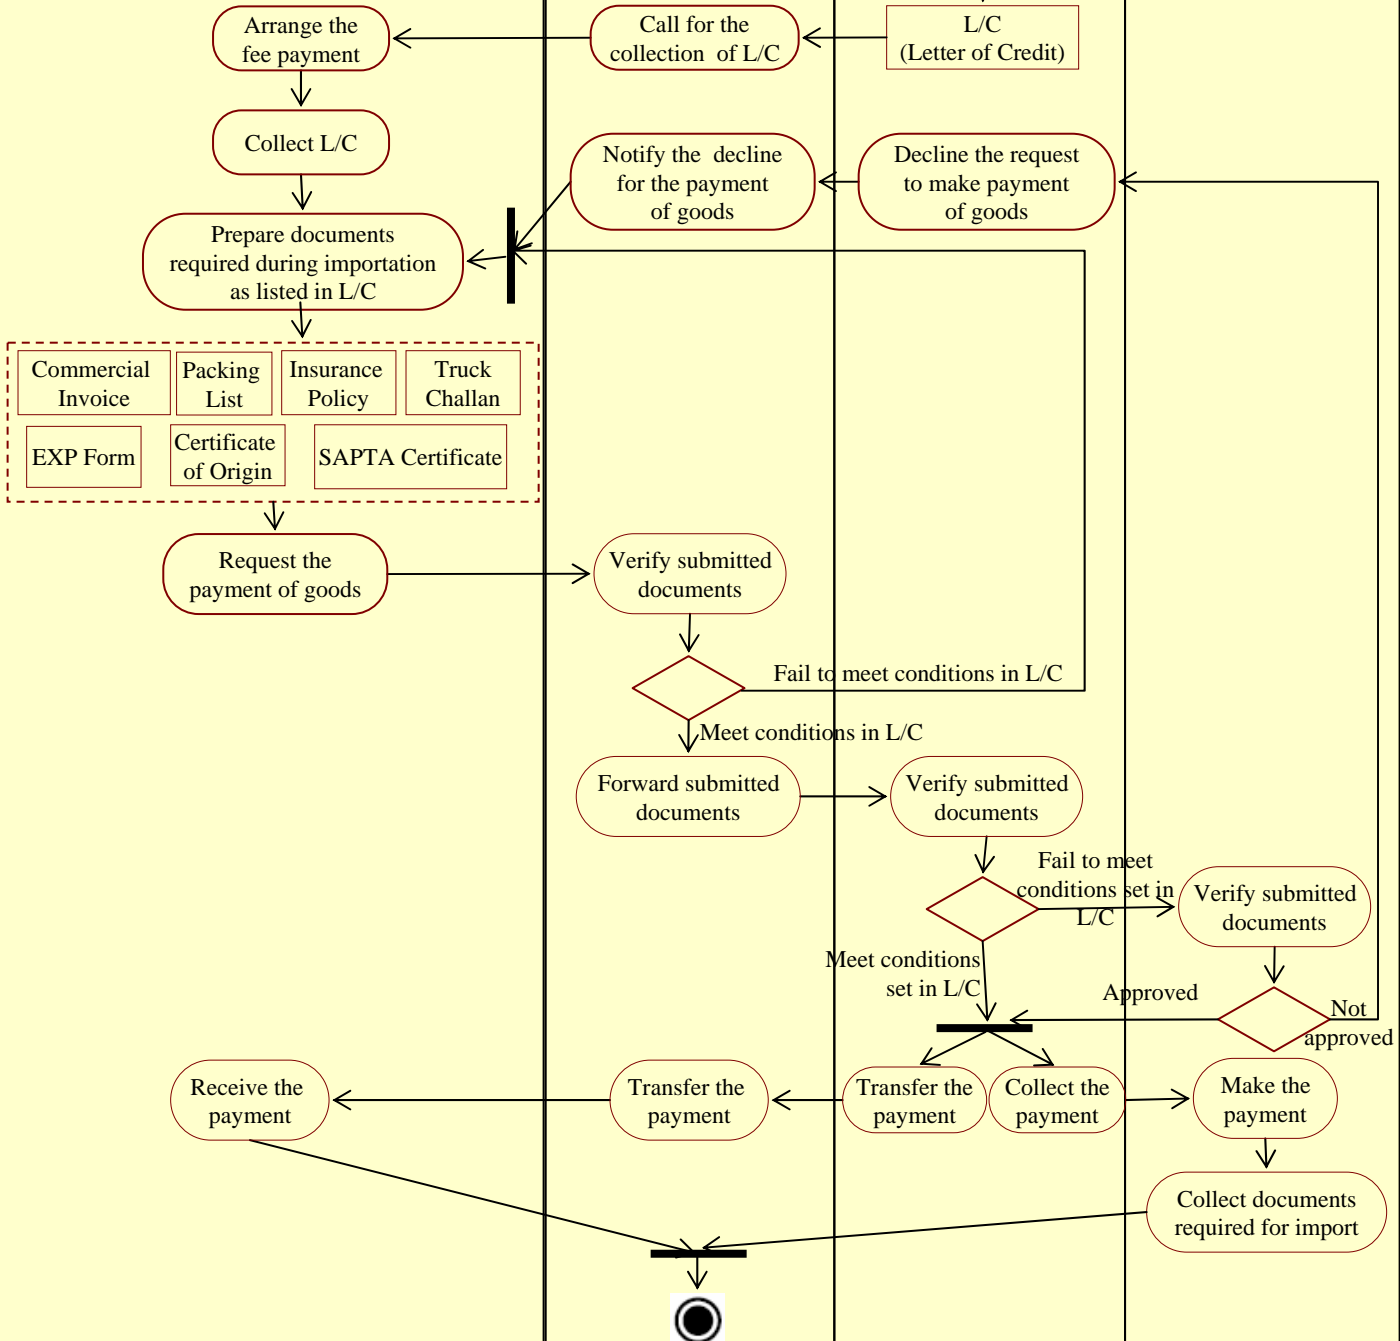 Arrange the
fee payment
Call for the
collection of L/C
L/C
(Letter of Credit)
Collect L/C
Notify the decline
for the payment
of goods
Decline the request
to make payment
of goods
Prepare documents
required during importation
as listed in L/C
Commercial
Invoice
Packing
List
Insurance
Policy
Truck
Challan
EXP Form
Certificate
of Origin
SAPTA Certificate
Request the
payment of goods
Verify submitted
documents
Fail to meet conditions in L/C
Meet conditions in L/C
Forward submitted
documents
Verify submitted
documents
Fail to meet
conditions set in
L/C
Verify submitted
documents
Meet conditions
set in L/C
Approved
Not
approved
Receive the
payment
Transfer the
payment
Transfer the
payment
Collect the
payment
Make the
payment
Collect documents
required for import